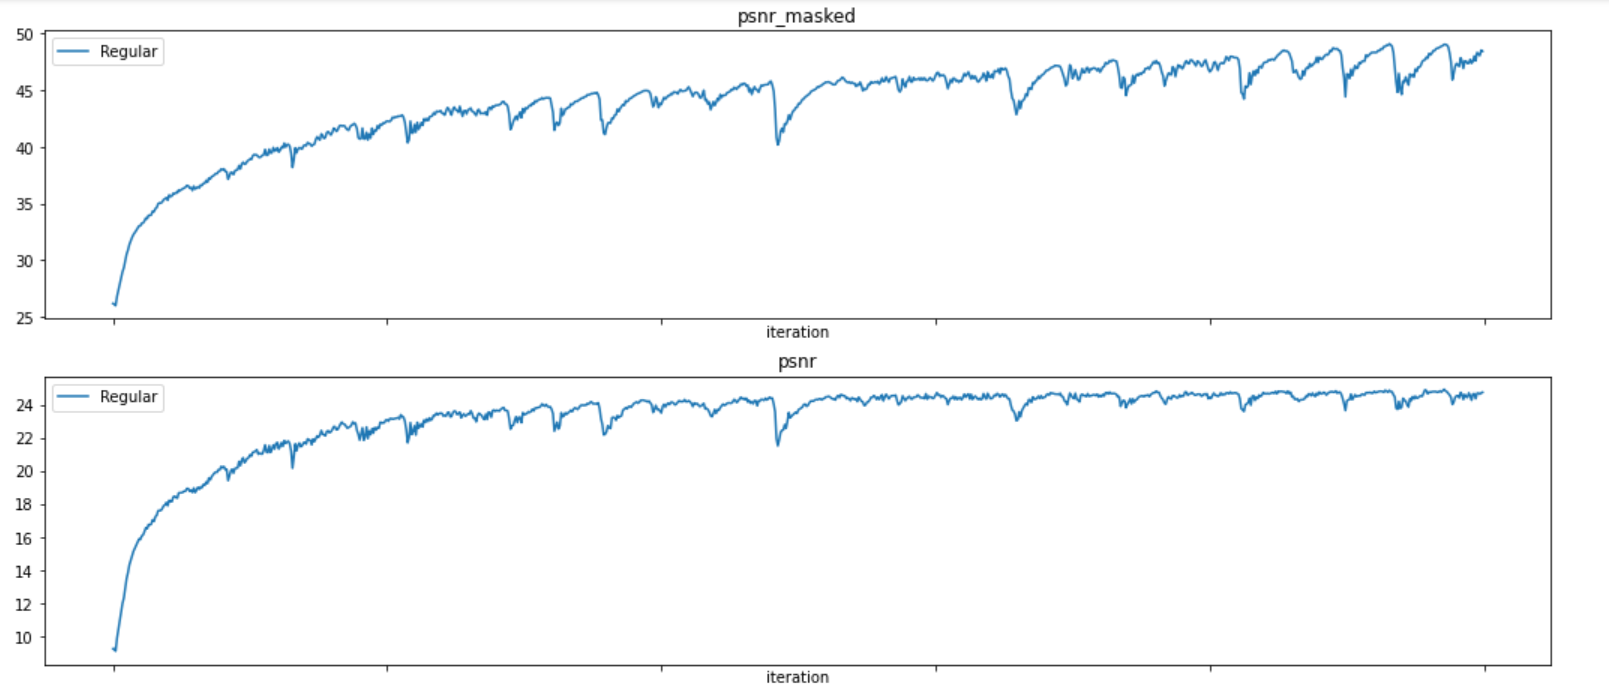 psnr_masked
50
Regular
45
40
35
30
25
iteration
psnr
24
Regular
22
20
18
16
14
12
10
iteration